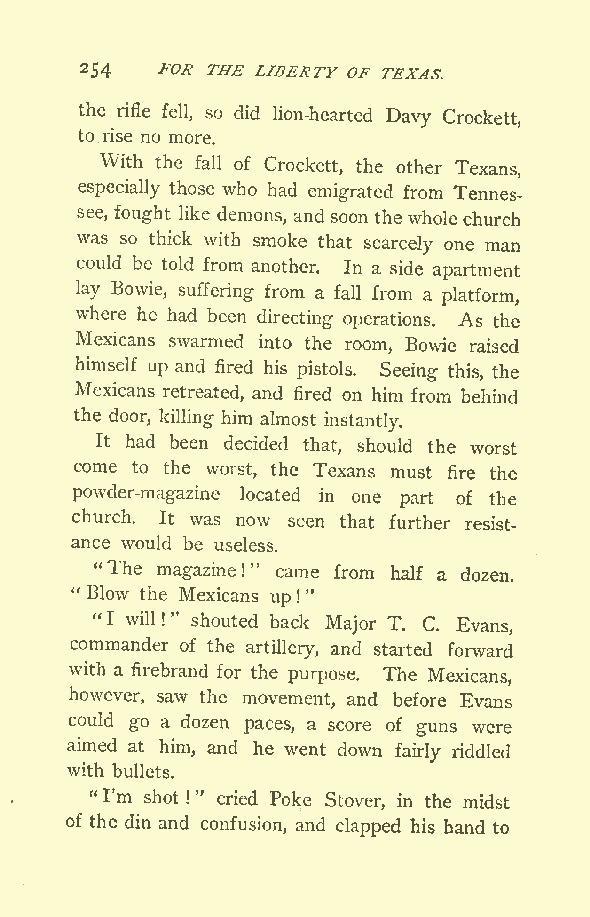 254 FOR THE LIBERTY OF TEXAS.
the rifle fell, so did lion-hearted Davy Crockett,
to rise no more.
With the fall of Crockett, the other Texans,
especially those who had emigrated from Tennes-
see, fought like demons, and soon the whole church
was so thick with smoke that scarcely one man
could be told from another. In a side apartment
lay Bowie, suffering from a fall from a platform,
where he had been directing operations. As the
Mexicans swarmed into the room, Bowie raised
himself up and fired his pistols. Seeing this, the
Mexicans retreated, and fired on him from behind
the door, killing him almost instantly.
It had been decided that, should the worst
come to the worst, the Texans must fire the
powder-magazine located in one part of the
church. It was now seen that further resist-
ance would be useless.
"The magazine!" came from half a dozen.
"Blow the Mexicans up!"
"I will!" shouted back Major T. C. Evans,
commander of the artillery, and started forward
with a firebrand for the purpose. The Mexicans,
however, saw the movement, and before Evans
could go a dozen paces, a score of guns were
aimed at him, and he went down fairly riddled
with bullets.
"I'm shot!" cried Poke Stover, in the midst
of the din and confusion, and clapped his hand to